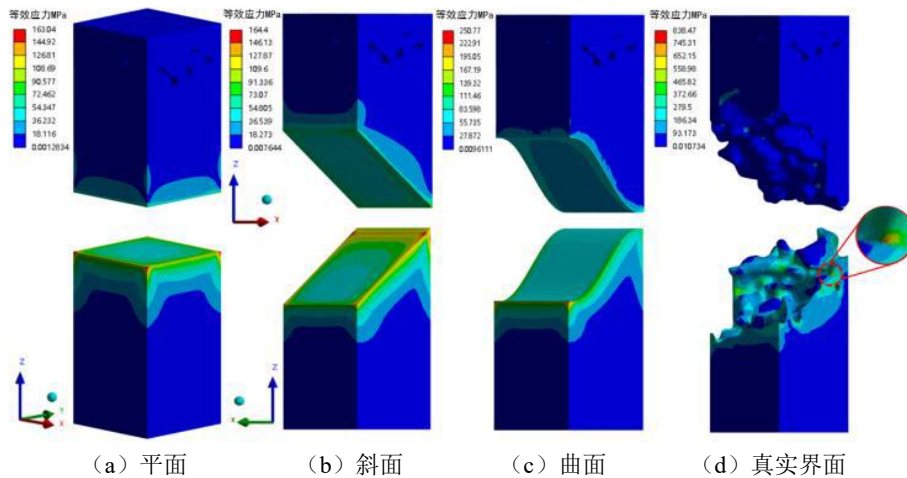 等效应力MPa
163.04
144.92
126.81
108.69
90.577
72.462
54.347
36.232
18.116
0.0012834
等效应力MPa
164.4
146.13
127.87
109.6
91.336
73.07
54.805
36.539
18.273
0.007644
等效应力MPa
250.77
222.91
195.05
167.19
139.32
111.46
83.598
55.735
27.872
0.0096111
等效应力MPa
838.47
745.31
652.15
558.98
465.82
372.66
279.5
186.34
93.173
0.010734
Z
X
Z
Y
X
Z
X
(a)平面
(b)斜面
(c)曲面
(d)真实界面